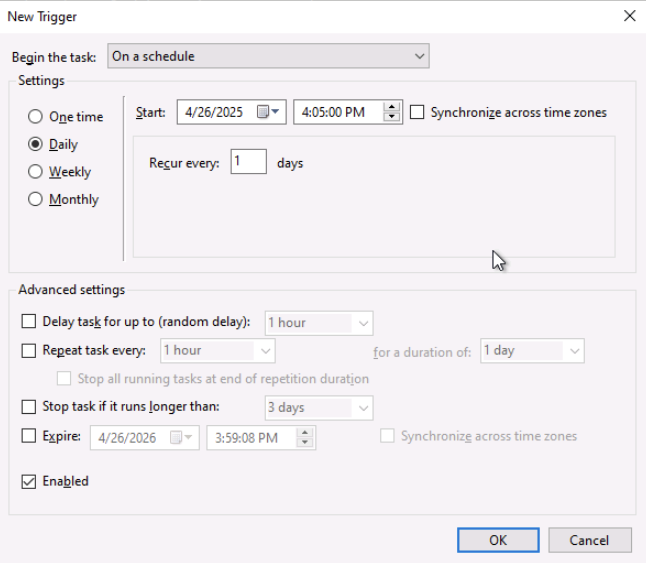 New Trigger
Begin the task: On a schedule
Settings
One time
Start: 4/26/2025 4:05:00 PM Synchronize across time zones
Daily
Recur every: 1 days
Weekly
Monthly
Advanced settings
Delay task for up to (random delay): 1 hour
Repeat task every: 1 hour for a duration of: 1 day
Stop all running tasks at end of repetition duration
Stop task if it runs longer than: 3 days
Expire: 4/26/2026 3:59:08 PM Synchronize across time zones
Enabled
OK Cancel